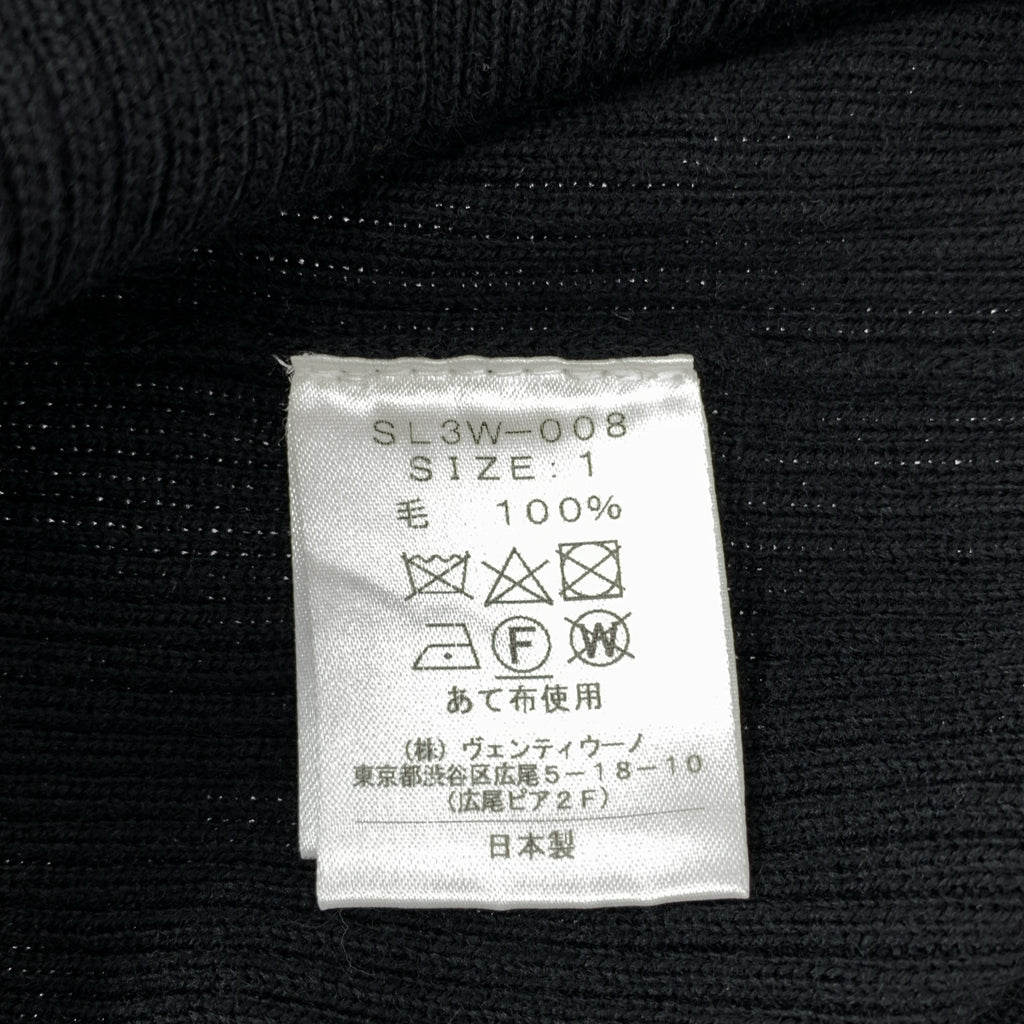 SL3W-008
SIZE:1
毛 100%
F W
あて布使用
(株)ヴェンティウーノ
東京都渋谷区広尾5-18-10
(広尾ピア2F)
日本製